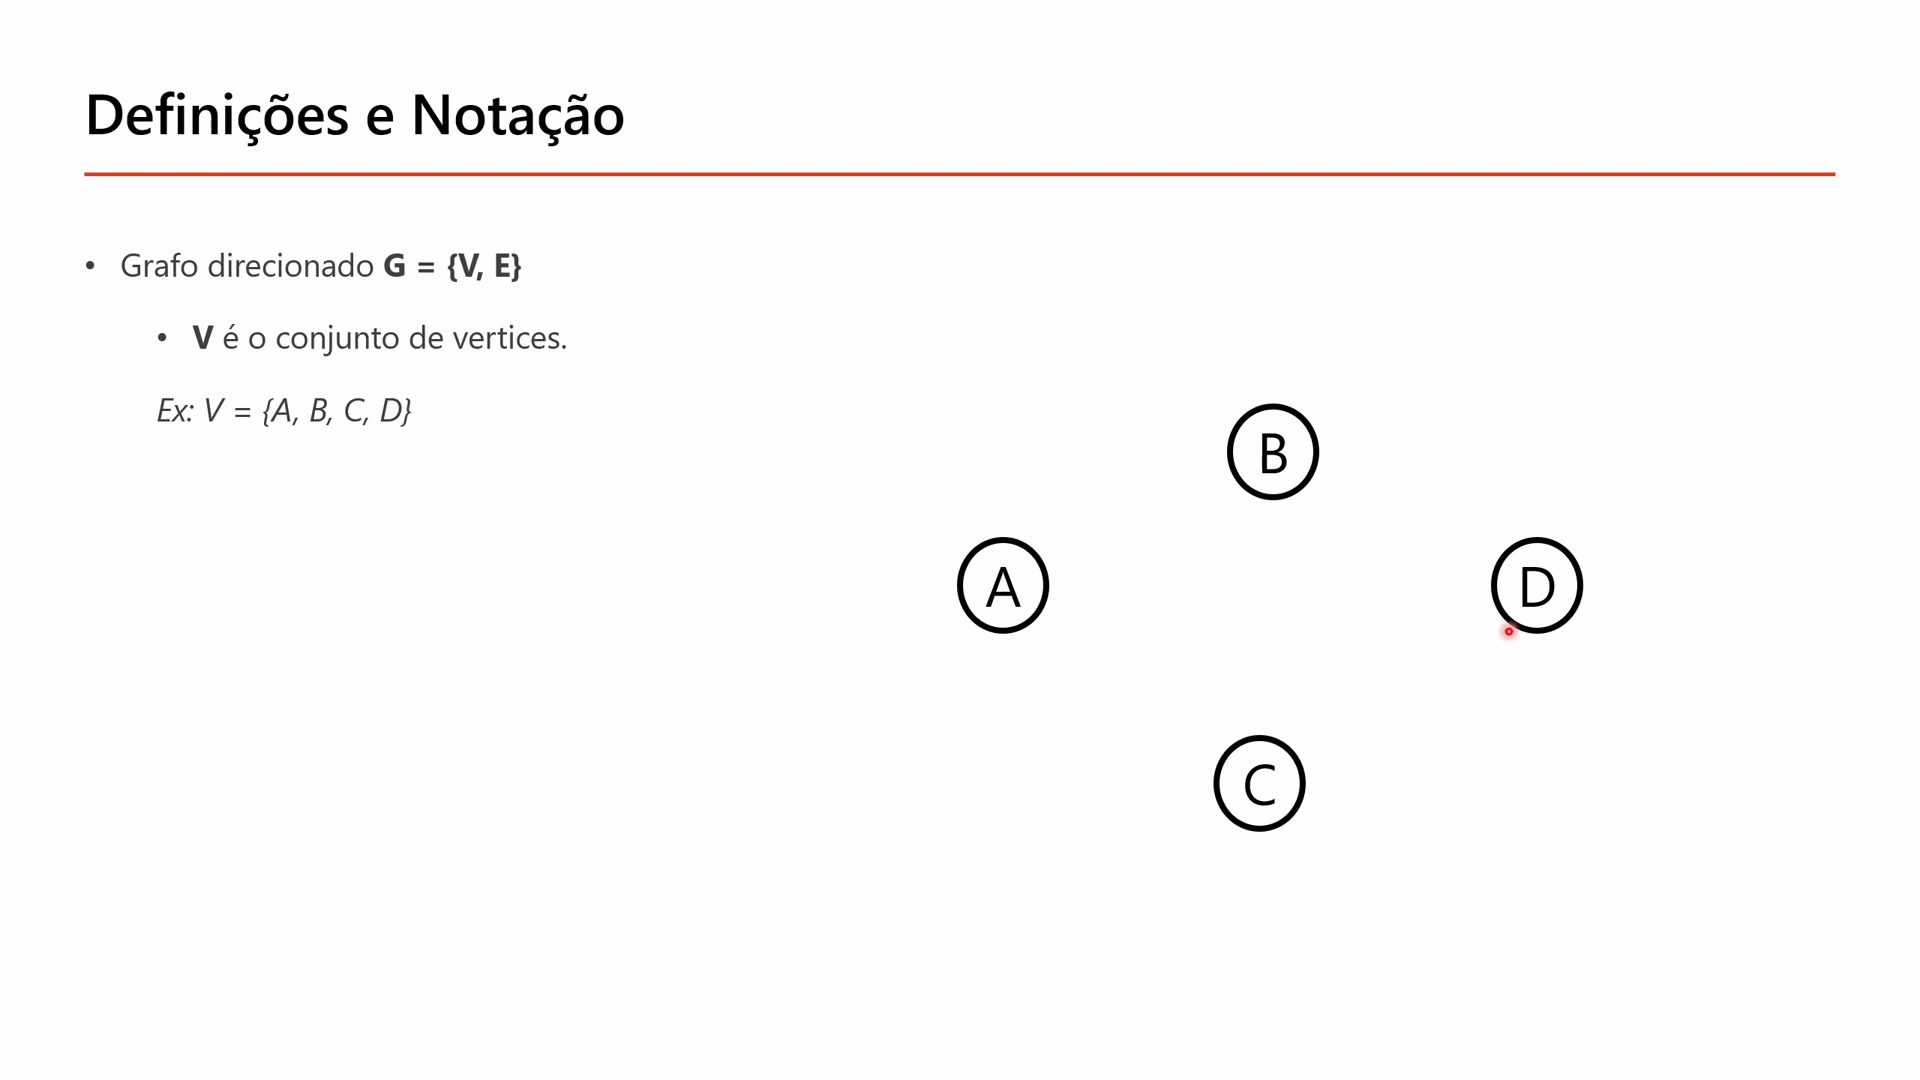 Definições e Notação
• Grafo direcionado G = {V, E}
• V é o conjunto de vertices.
Ex: V = {A, B, C, D}
B
A
D
C